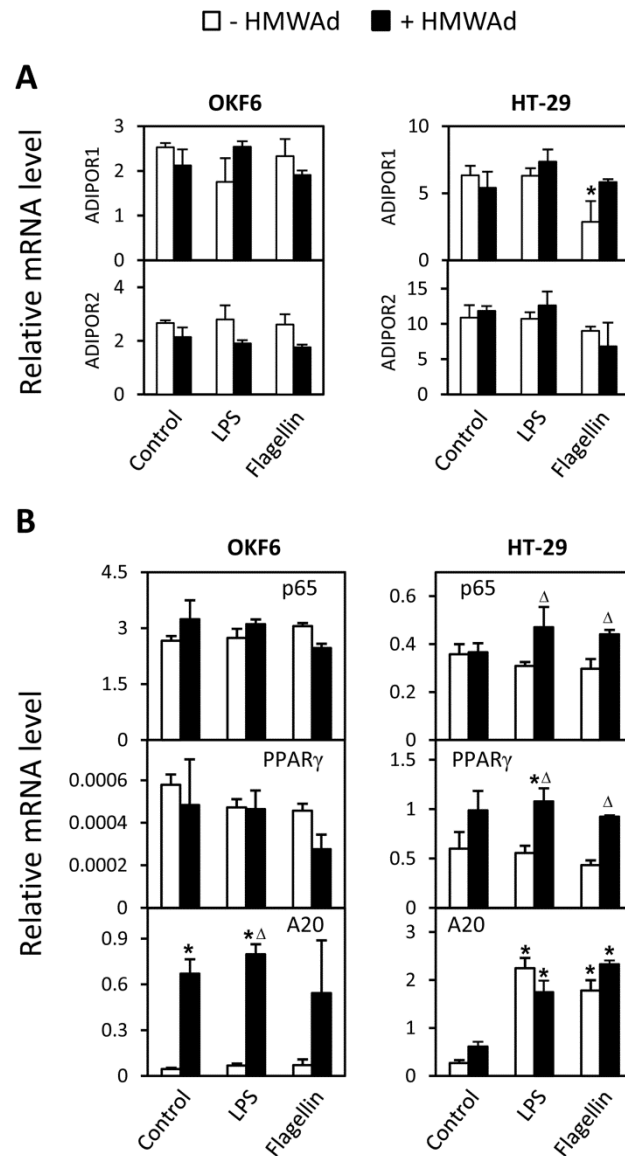 - HMWAd + HMWAd
A
OKF6 HT-29
Relative mRNA level
ADIPOR1
3
2
1
0
ADIPOR1
10
5
0
ADIPOR2
4
2
0
ADIPOR2
15
10
5
0
*
Control LPS Flagellin
Control LPS Flagellin
B
OKF6 HT-29
Relative mRNA level
p65
4.5
3
1.5
0
p65
0.6
0.4
0.2
0
Δ Δ
PPARγ
0.0006
0.0004
0.0002
0
PPARγ
1.5
1
0.5
0
*Δ Δ
A20
0.9
0.6
0.3
0
* *Δ
A20
3
2
1
0
* * * *
Control LPS Flagellin
Control LPS Flagellin